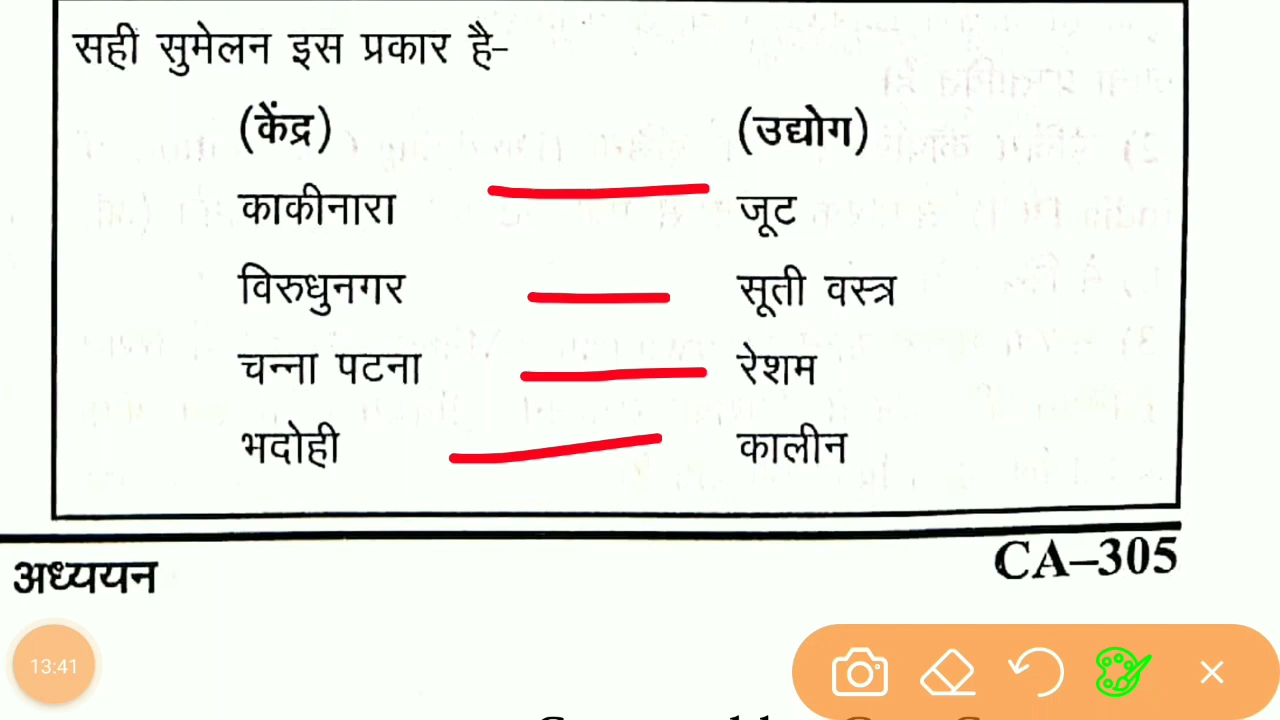 सही सुमेलन इस प्रकार है-
(केंद्र) (उद्योग)
काकीनारा जूट
विरुधुनगर सूती वस्त्र
चन्ना पटना रेशम
भदोही कालीन
CA–305
अध्ययन
13:41